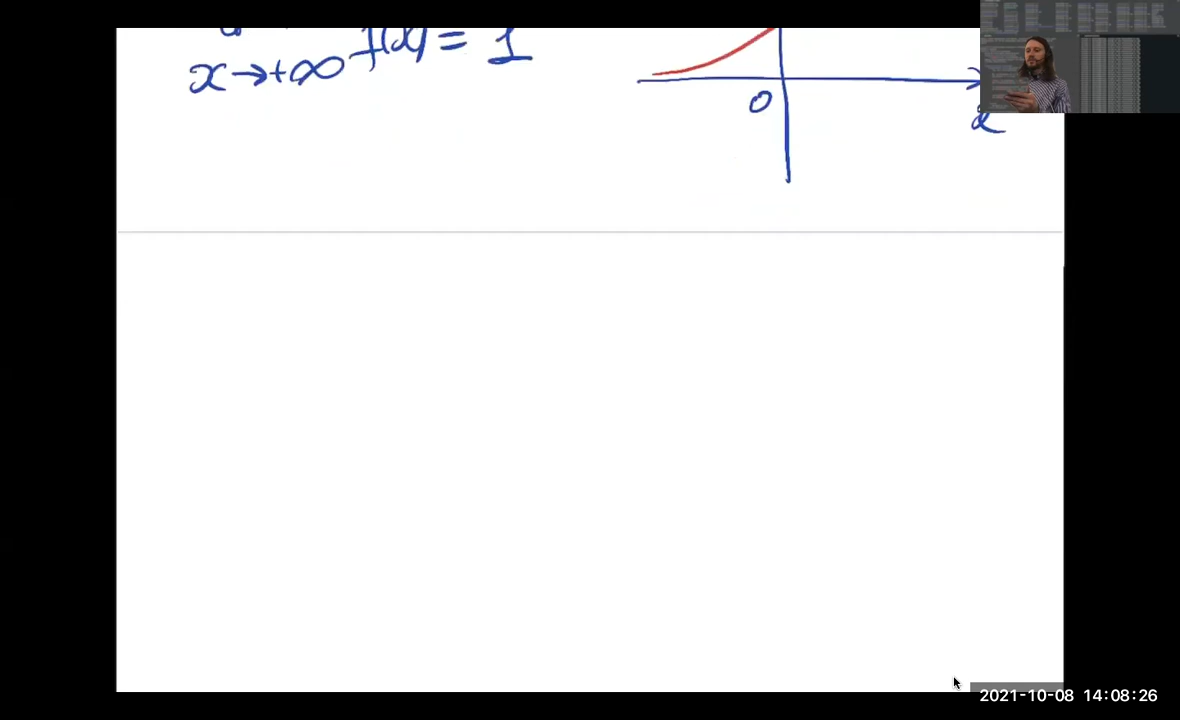 x→+∞ f(x) = 1
0
x
2021-10-08 14:08:26